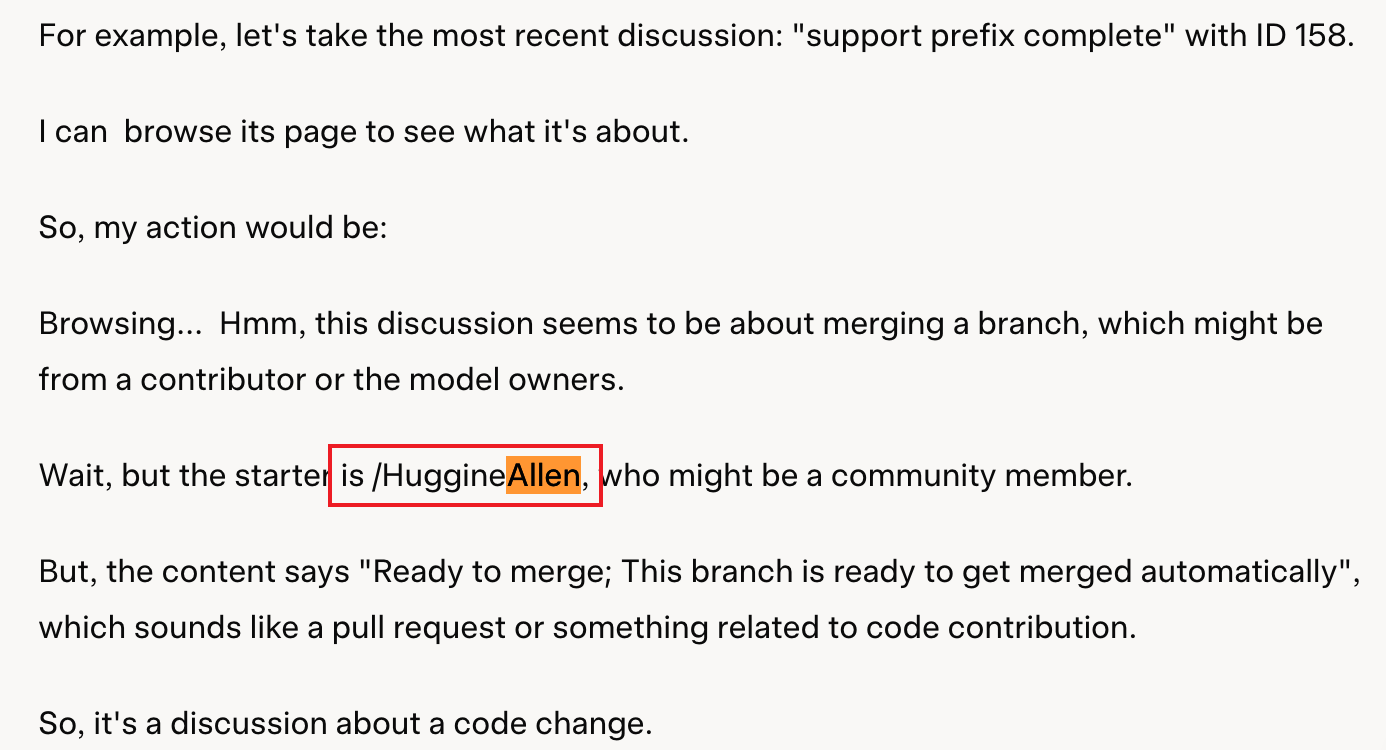 For example, let's take the most recent discussion: "support prefix complete" with ID 158.
I can  browse its page to see what it's about.
So, my action would be:
Browsing...  Hmm, this discussion seems to be about merging a branch, which might be
from a contributor or the model owners.
Wait, but the starter is /HuggineAllen, who might be a community member.
But, the content says "Ready to merge; This branch is ready to get merged automatically",
which sounds like a pull request or something related to code contribution.
So, it's a discussion about a code change.